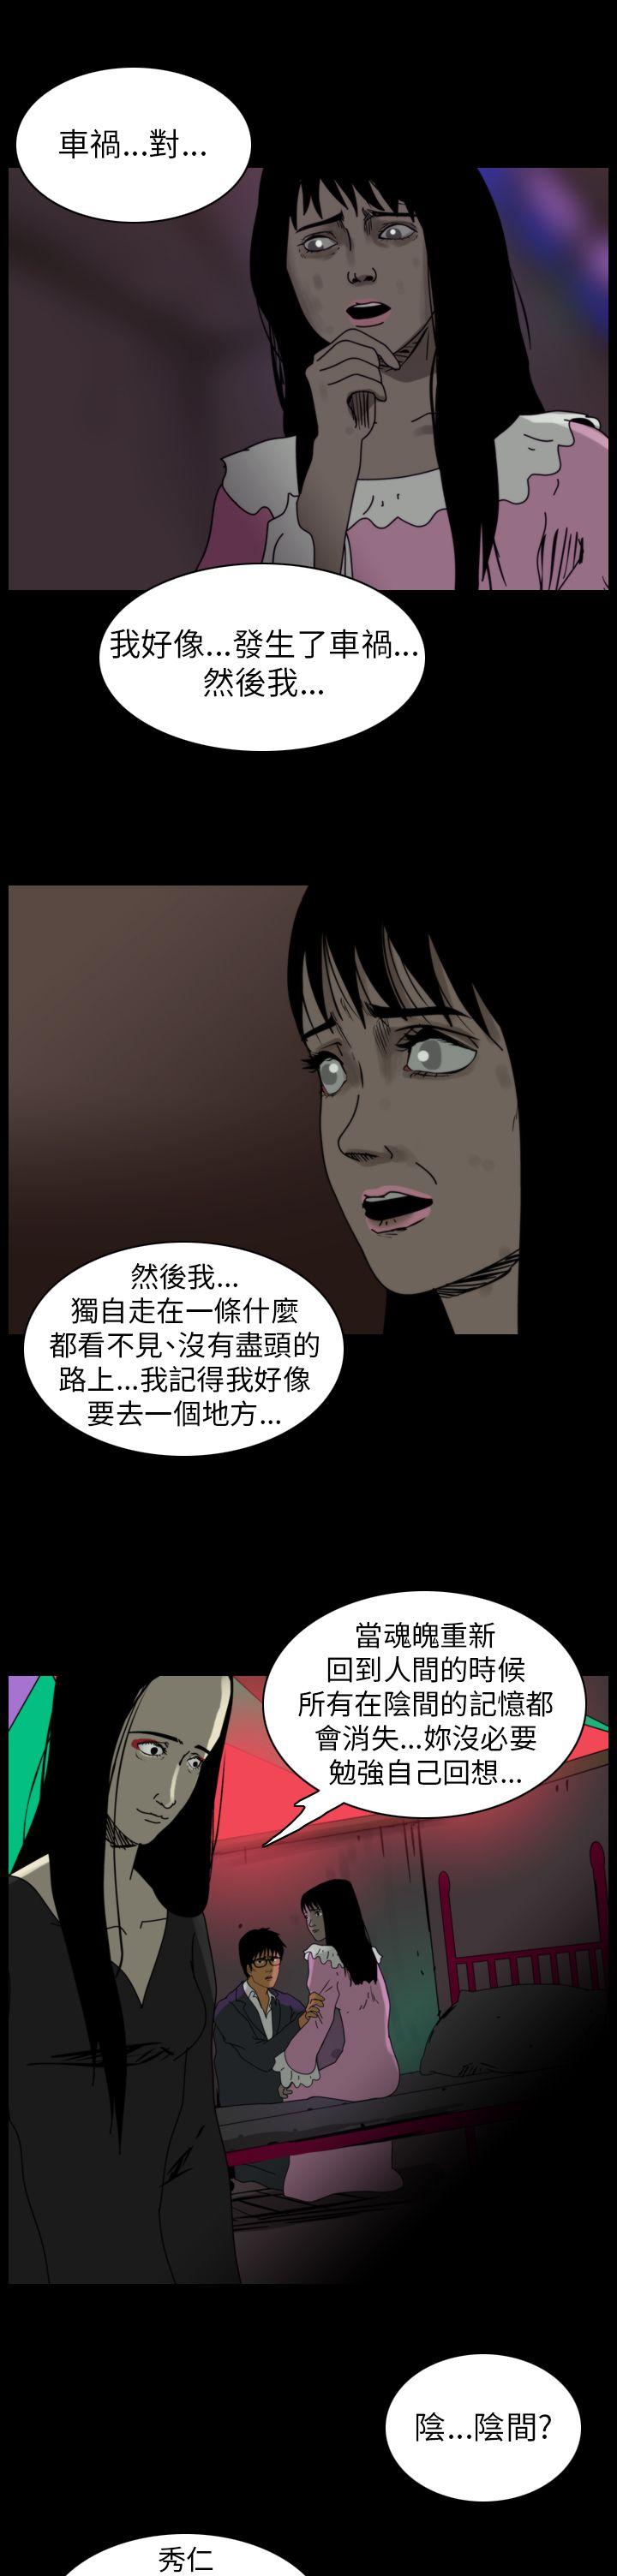 車禍...對...
我好像...發生了車禍...
然後我...
然後我...
獨自走在一條什麼
都看不見、沒有盡頭的
路上...我記得我好像
要去一個地方...
當魂魄重新
回到人間的時候
所有在陰間的記憶都
會消失...妳沒必要
勉強自己回想...
陰...陰間?
秀仁